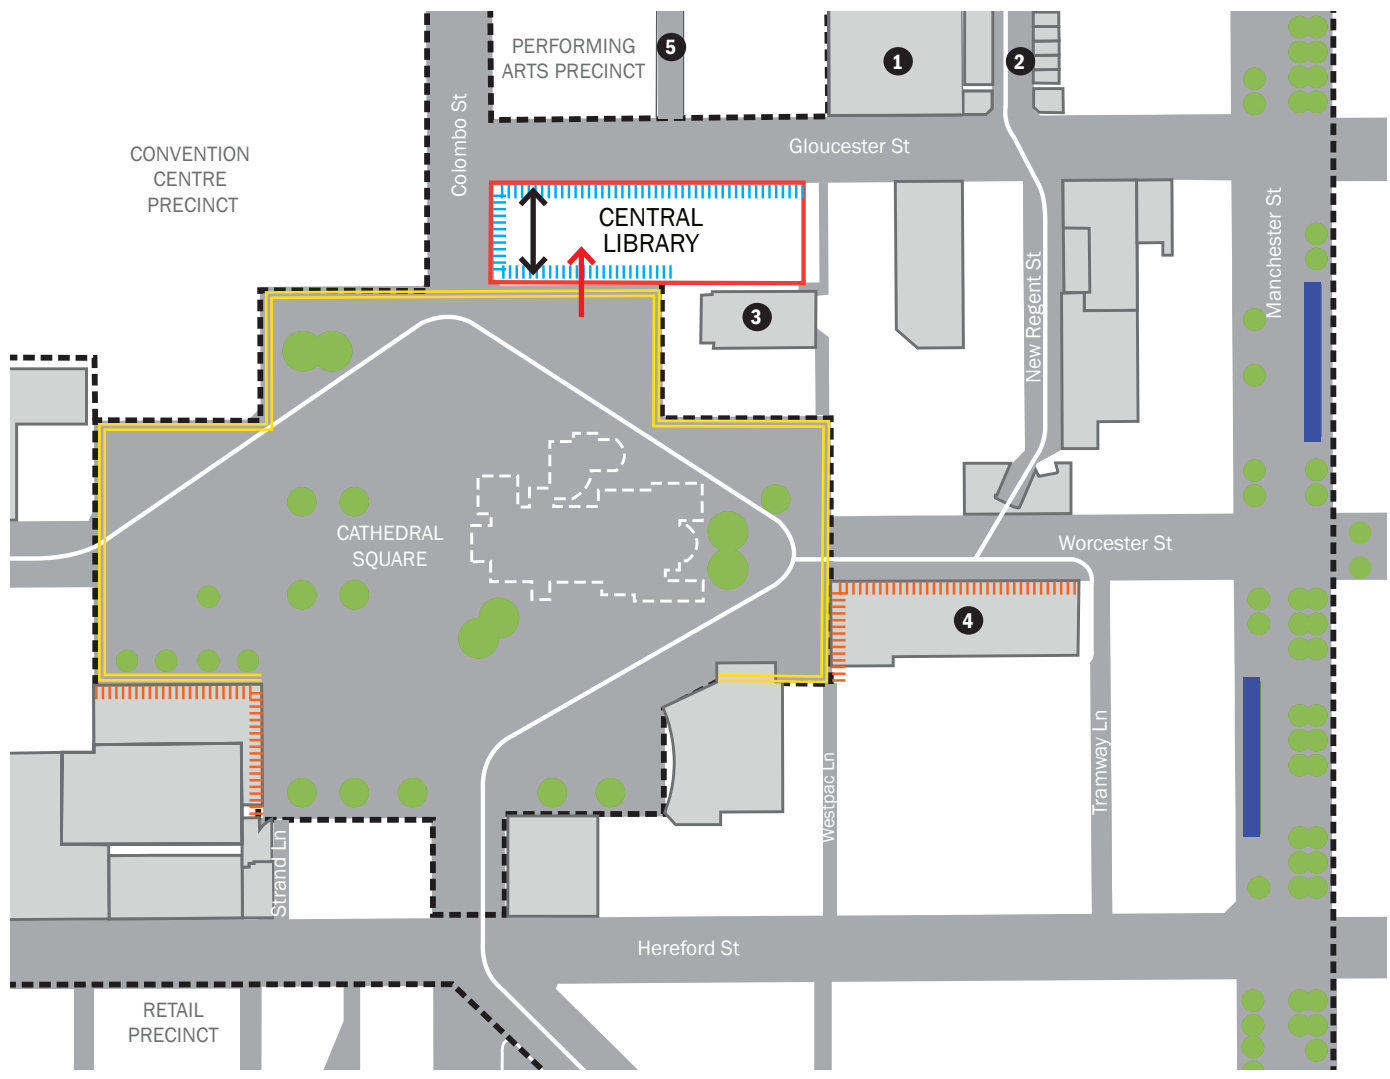 PERFORMING
ARTS PRECINCT
5
1
2
Colombo St
CONVENTION
CENTRE
PRECINCT
Gloucester St
CENTRAL
LIBRARY
Manchester St
New Regent St
3
CATHEDRAL
SQUARE
Worcester St
4
Westpac Ln
Tramway Ln
Strand Ln
Hereford St
RETAIL
PRECINCT